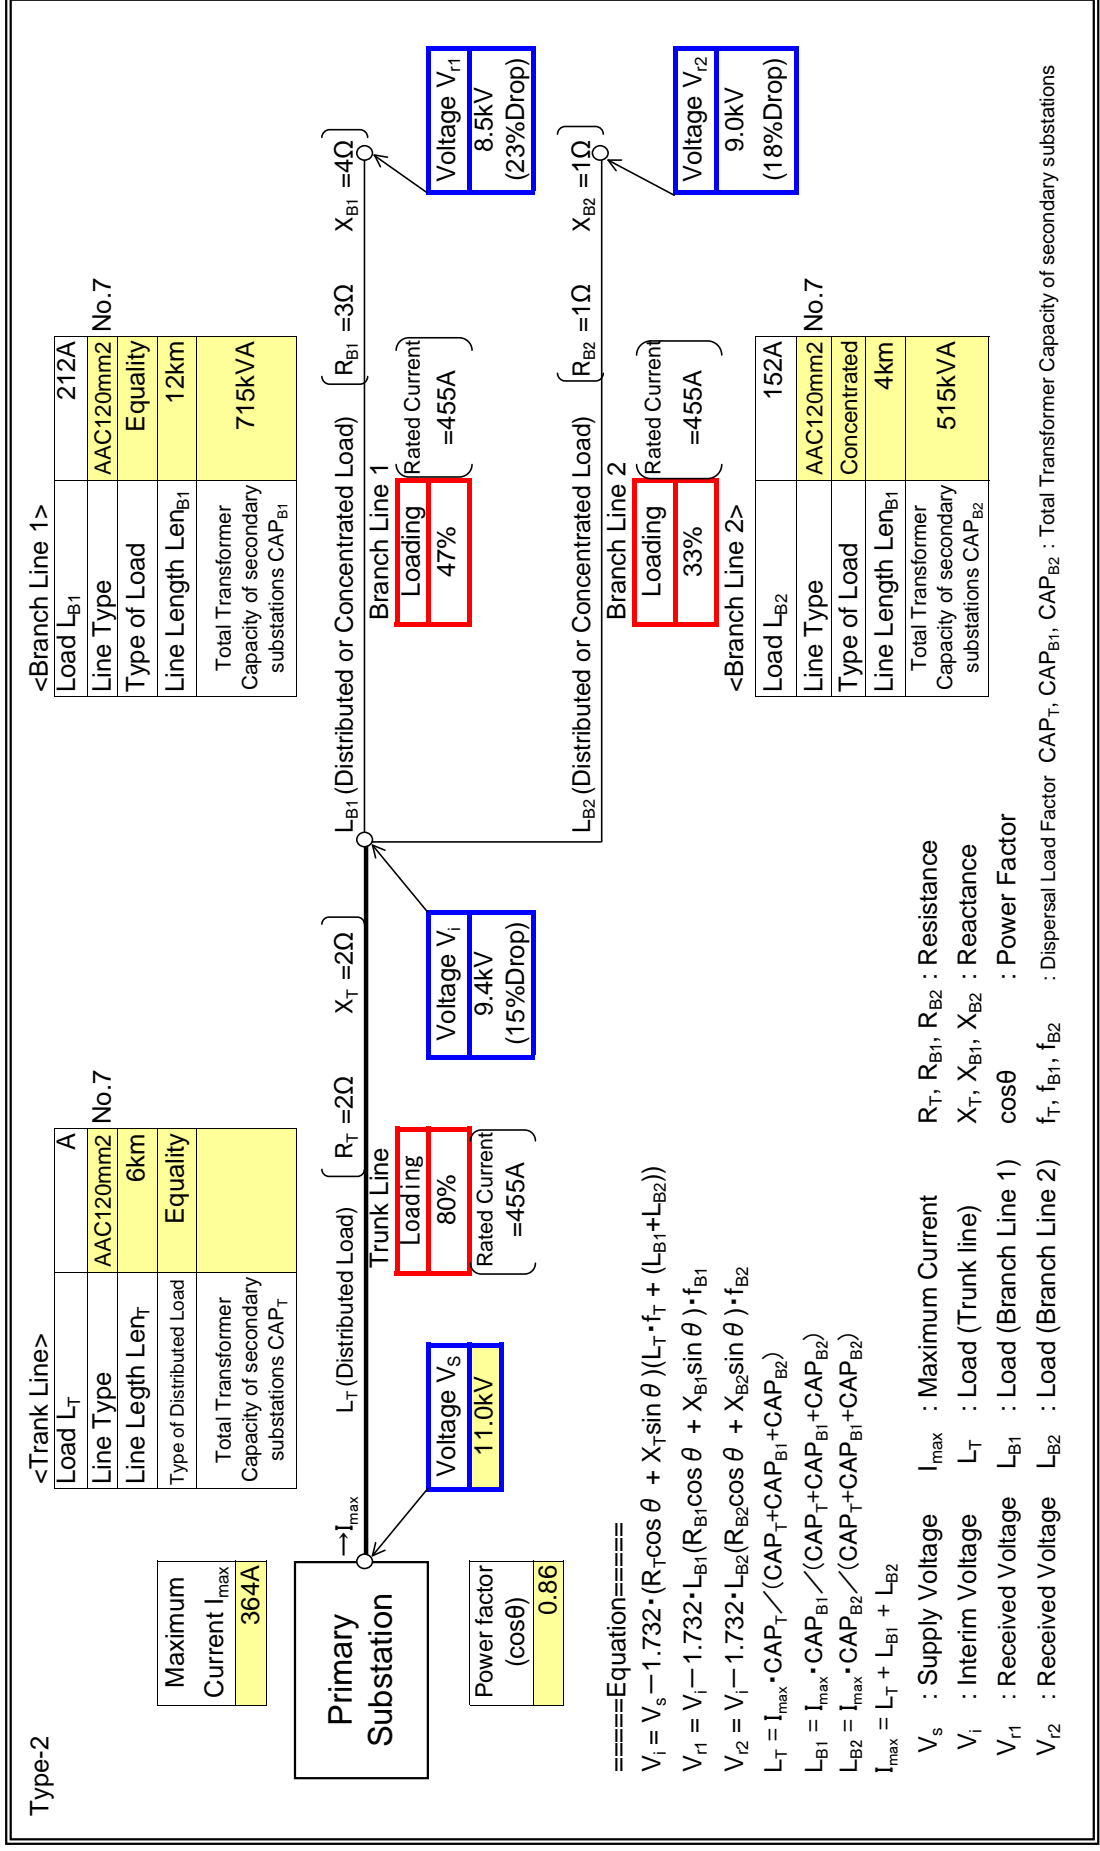 Type-2
Maximum
Current Imax
364A
<Trank Line>
Load LT A
Line Type AAC120mm2 No.7
Line Legth LenT 6km
Type of Distributed Load Equality
Total Transformer
Capacity of secondary
substations CAPT
<Branch Line 1>
Load LB1 212A
Line Type AAC120mm2 No.7
Type of Load Equality
Line Length LenB1 12km
Total Transformer
Capacity of secondary
substations CAPB1
715kVA
Primary
Substation
→Imax
LT (Distributed Load)
RT =2Ω XT =2Ω
LB1 (Distributed or Concentrated Load)
RB1 =3Ω XB1 =4Ω
Trunk Line
Loading
80%
Rated Current
=455A
Branch Line 1
Loading
47%
Rated Current
=455A
Voltage VS
11.0kV
Voltage Vi
9.4kV
(15%Drop)
Voltage Vr1
8.5kV
(23%Drop)
Power factor
(cosθ)
0.86
LB2 (Distributed or Concentrated Load)
RB2 =1Ω XB2 =1Ω
Branch Line 2
Loading
33%
Rated Current
=455A
Voltage Vr2
9.0kV
(18%Drop)
<Branch Line 2>
Load LB2 152A
Line Type AAC120mm2 No.7
Type of Load Concentrated
Line Length LenB1 4km
Total Transformer
Capacity of secondary
substations CAPB2
515kVA
=====Equation=====
Vi = Vs－1.732・(RTcosθ + XTsinθ)(LT・fT + (LB1+LB2))
Vr1 = Vi－1.732・LB1(RB1cosθ + XB1sinθ)・fB1
Vr2 = Vi－1.732・LB2(RB2cosθ + XB2sinθ)・fB2
LT = Imax・CAPT／(CAPT+CAPB1+CAPB2)
LB1 = Imax・CAPB1／(CAPT+CAPB1+CAPB2)
LB2 = Imax・CAPB2／(CAPT+CAPB1+CAPB2)
Imax = LT + LB1 + LB2
Vs : Supply Voltage Imax : Maximum Current RT, RB1, RB2 : Resistance
Vi : Interim Voltage LT : Load (Trunk line) XT, XB1, XB2 : Reactance
Vr1 : Received Voltage LB1 : Load (Branch Line 1) cosθ : Power Factor
Vr2 : Received Voltage LB2 : Load (Branch Line 2) fT, fB1, fB2 : Dispersal Load Factor CAPT, CAPB1, CAPB2 : Total Transformer Capacity of secondary substations